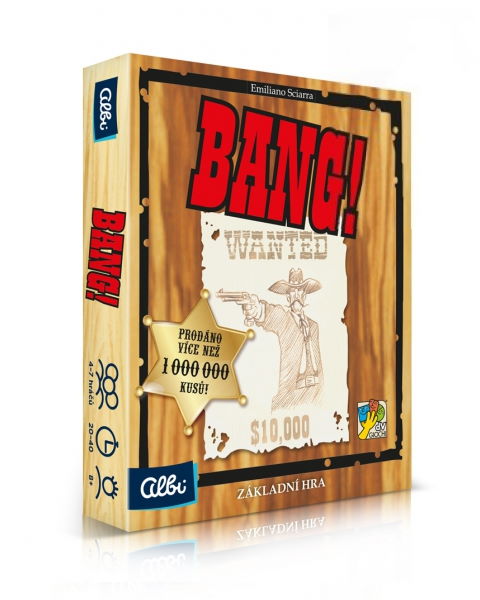 Emiliano Sciarra
BANG!
WANTED
PRODÁNO
VÍCE NEŽ
1 000 000
KUSŮ!
$10,000
ZÁKLADNÍ HRA
Albi
Albi
BANG!
4–7 hráčů
20–40
8+